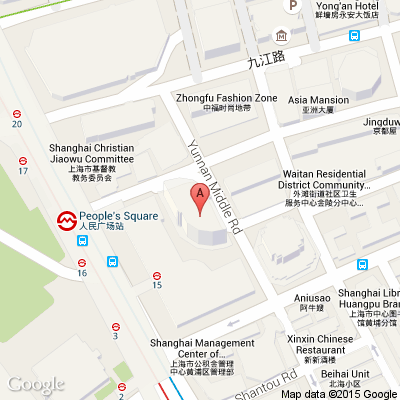 P
Yong'an Hotel
鲜墙房永安大饭店
九江路
Zhongfu Fashion Zone
中福时尚地带
Asia Mansion
亚洲大厦
Jingduw
京都屋
20
17
Shanghai Christian
Jiaowu Committee
上海市基督教
教务委员会
Yunnan Middle Rd
Waitan Residential
District Community...
外滩街道社区卫生
服务中心金陵分中心...
A
People's Square
人民广场站
16
15
3
Aniusao
阿牛嫂
Shanghai Libr
Huangpu Bran
上海市中心图书
馆黄埔分馆
Shanghai Management
Center of...
上海市公积金管理
中心黄浦区管理部
Xinxin Chinese
Restaurant
新新酒楼
Shantou Rd
Beihai Unit
北海小区
Google
Map data ©2015 Google